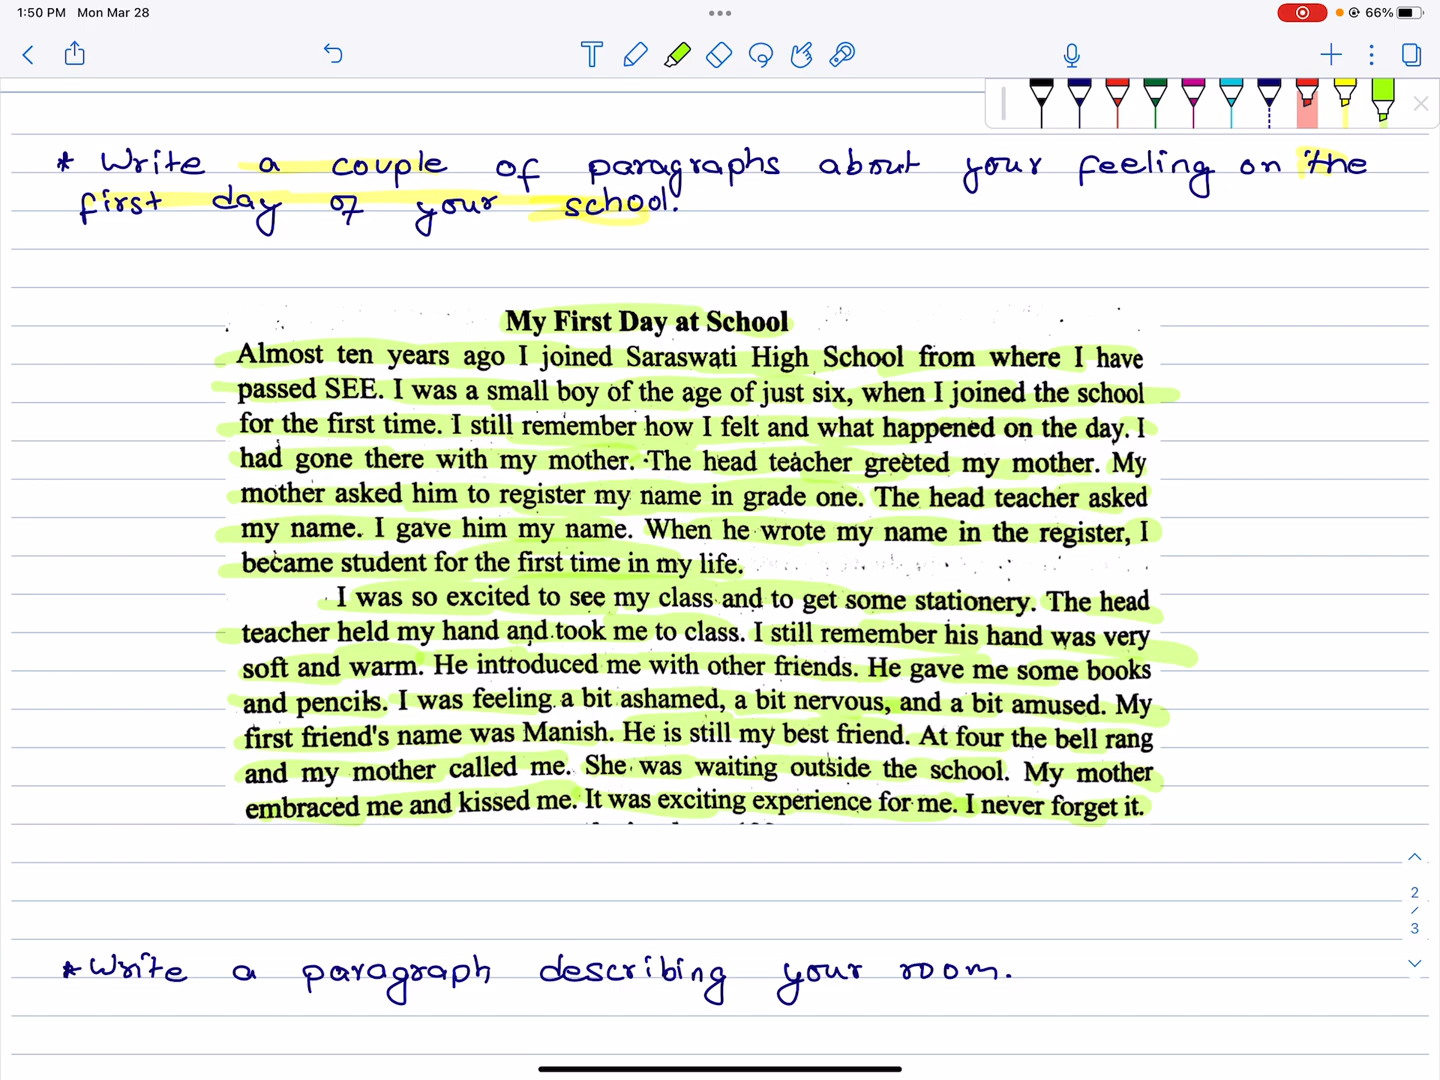 1:50 PM Mon Mar 28
66%
* Write a couple of paragraphs about your feeling on the
first day of your school.
My First Day at School
Almost ten years ago I joined Saraswati High School from where I have
passed SEE. I was a small boy of the age of just six, when I joined the school
for the first time. I still remember how I felt and what happened on the day. I
had gone there with my mother. The head teacher greeted my mother. My
mother asked him to register my name in grade one. The head teacher asked
my name. I gave him my name. When he wrote my name in the register, I
became student for the first time in my life.
I was so excited to see my class and to get some stationery. The head
teacher held my hand and took me to class. I still remember his hand was very
soft and warm. He introduced me with other friends. He gave me some books
and pencils. I was feeling a bit ashamed, a bit nervous, and a bit amused. My
first friend's name was Manish. He is still my best friend. At four the bell rang
and my mother called me. She was waiting outside the school. My mother
embraced me and kissed me. It was exciting experience for me. I never forget it.
2
/
3
* Write a paragraph describing your room.